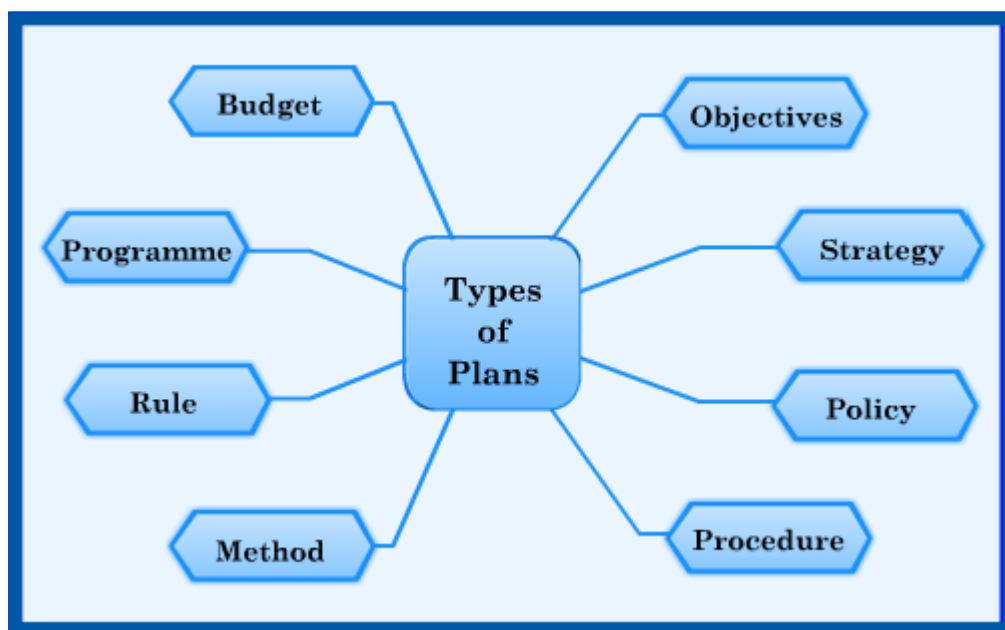 Budget
Objectives
Programme
Strategy
Types
of
Plans
Rule
Policy
Method
Procedure